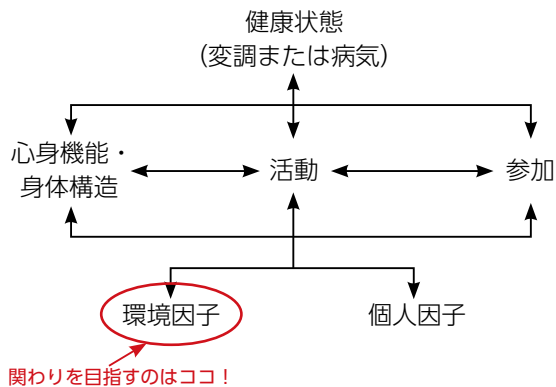 健康状態
（変調または病気）
心身機能・
身体構造
活動
参加
環境因子
個人因子
関わりを目指すのはココ！